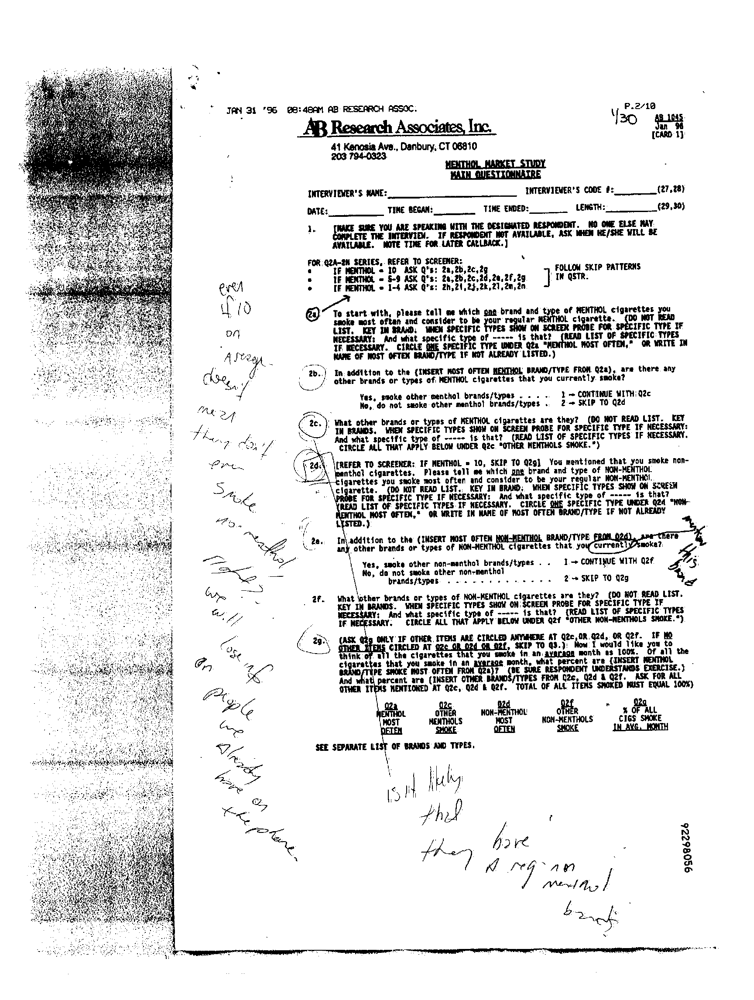 JAN 31 '96 08:48AM AB RESEARCH ASSOC. P.2/10
1/30
AB 1045
Jan 96
[CARD 1]
AB Research Associates, Inc.
41 Kenosia Ave., Danbury, CT 06810
203 794-0323
MENTHOL MARKET STUDY
MAIN QUESTIONNAIRE
INTERVIEWER'S NAME: INTERVIEWER'S CODE #: (27,28)
DATE: TIME BEGAN: TIME ENDED: LENGTH: (29,30)
1. [MAKE SURE YOU ARE SPEAKING WITH THE DESIGNATED RESPONDENT. NO ONE ELSE MAY
COMPLETE THE INTERVIEW. IF RESPONDENT NOT AVAILABLE, ASK WHEN HE/SHE WILL BE
AVAILABLE. NOTE TIME FOR LATER CALLBACK.]
FOR Q2A-2N SERIES, REFER TO SCREENER:
• IF MENTHOL = 10 ASK Q's: 2a,2b,2c,2g
• IF MENTHOL = 5-9 ASK Q's: 2a,2b,2c,2d,2e,2f,2g
• IF MENTHOL = 1-4 ASK Q's: 2h,2i,2j,2k,2l,2m,2n
FOLLOW SKIP PATTERNS
IN QSTR.
2a. To start with, please tell me which one brand and type of MENTHOL cigarettes you
smoke most often and consider to be your regular MENTHOL cigarette. (DO NOT READ
LIST. KEY IN BRAND. WHEN SPECIFIC TYPES SHOW ON SCREEN PROBE FOR SPECIFIC TYPE IF
NECESSARY: And what specific type of ----- is that? (READ LIST OF SPECIFIC TYPES
IF NECESSARY. CIRCLE ONE SPECIFIC TYPE UNDER Q2a "MENTHOL MOST OFTEN," OR WRITE IN
NAME OF MOST OFTEN BRAND/TYPE IF NOT ALREADY LISTED.)
2b. In addition to the (INSERT MOST OFTEN MENTHOL BRAND/TYPE FROM Q2a), are there any
other brands or types of MENTHOL cigarettes that you currently smoke?
Yes, smoke other menthol brands/types . . . . 1 → CONTINUE WITH Q2c
No, do not smoke other menthol brands/types . 2 → SKIP TO Q2d
2c. What other brands or types of MENTHOL cigarettes are they? (DO NOT READ LIST. KEY
IN BRANDS. WHEN SPECIFIC TYPES SHOW ON SCREEN PROBE FOR SPECIFIC TYPE IF NECESSARY:
And what specific type of ----- is that? (READ LIST OF SPECIFIC TYPES IF NECESSARY.
CIRCLE ALL THAT APPLY BELOW UNDER Q2c "OTHER MENTHOLS SMOKE.")
2d. [REFER TO SCREENER: IF MENTHOL = 10, SKIP TO Q2g] You mentioned that you smoke non-
menthol cigarettes. Please tell me which one brand and type of NON-MENTHOL
cigarettes you smoke most often and consider to be your regular NON-MENTHOL
cigarette. (DO NOT READ LIST. KEY IN BRAND. WHEN SPECIFIC TYPES SHOW ON SCREEN
PROBE FOR SPECIFIC TYPE IF NECESSARY: And what specific type of ----- is that?
(READ LIST OF SPECIFIC TYPES IF NECESSARY. CIRCLE ONE SPECIFIC TYPE UNDER Q2d "NON-
MENTHOL MOST OFTEN," OR WRITE IN NAME OF MOST OFTEN BRAND/TYPE IF NOT ALREADY
LISTED.)
2e. In addition to the (INSERT MOST OFTEN NON-MENTHOL BRAND/TYPE FROM Q2d), are there
any other brands or types of NON-MENTHOL cigarettes that you currently smoke?
Yes, smoke other non-menthol brands/types . . 1 → CONTINUE WITH Q2f
No, do not smoke other non-menthol
brands/types . . . . . . . . . . . . 2 → SKIP TO Q2g
2f. What other brands or types of NON-MENTHOL cigarettes are they? (DO NOT READ LIST.
KEY IN BRANDS. WHEN SPECIFIC TYPES SHOW ON SCREEN PROBE FOR SPECIFIC TYPE IF
NECESSARY: And what specific type of ----- is that? (READ LIST OF SPECIFIC TYPES
IF NECESSARY. CIRCLE ALL THAT APPLY BELOW UNDER Q2f "OTHER NON-MENTHOLS SMOKE.")
2g. (ASK Q2g ONLY IF OTHER ITEMS ARE CIRCLED ANYWHERE AT Q2c, OR Q2d, OR Q2f. IF NO
OTHER ITEMS CIRCLED AT Q2c OR Q2d OR Q2f, SKIP TO Q3.) Now I would like you to
think of all the cigarettes that you smoke in an average month as 100%. Of all the
cigarettes that you smoke in an average month, what percent are (INSERT MENTHOL
BRAND/TYPE SMOKE MOST OFTEN FROM Q2a)? (BE SURE RESPONDENT UNDERSTANDS EXERCISE.)
And what percent are (INSERT OTHER BRANDS/TYPES FROM Q2c, Q2d & Q2f. ASK FOR ALL
OTHER ITEMS MENTIONED AT Q2c, Q2d & Q2f. TOTAL OF ALL ITEMS SMOKED MUST EQUAL 100%)
Q2a Q2c Q2d Q2f Q2g
MENTHOL OTHER NON-MENTHOL OTHER % OF ALL
MOST MENTHOLS MOST NON-MENTHOLS CIGS SMOKE
OFTEN SMOKE OFTEN SMOKE IN AVG. MONTH
SEE SEPARATE LIST OF BRANDS AND TYPES.
even
if 10
on
Average
doesn't
mean
they don't
even
smoke
no-menthol
we
will
lose
people
we
already
have on
the phone.
this
is it likely
that
they have
a reg non
menthol
brand
92298056